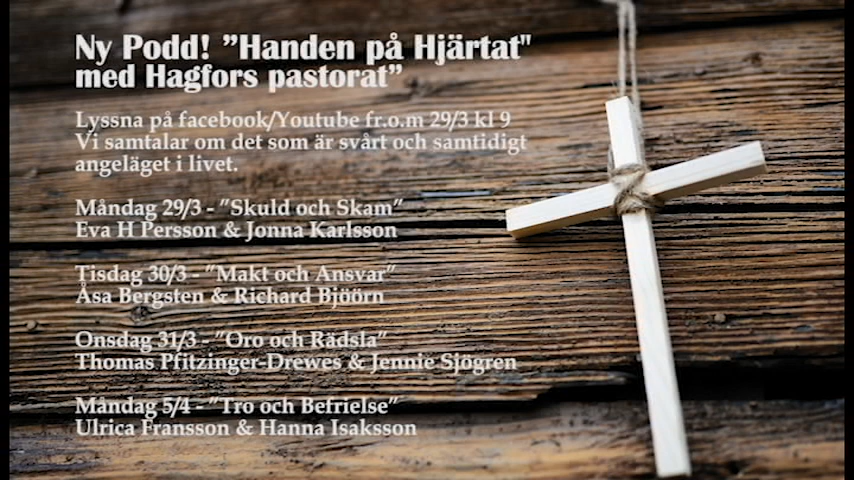 Ny Podd! ”Handen på Hjärtat"
med Hagfors pastorat”
Lyssna på facebook/Youtube fr.o.m 29/3 kl 9
Vi samtalar om det som är svårt och samtidigt
angeläget i livet.
Måndag 29/3 - ”Skuld och Skam”
Eva H Persson & Jonna Karlsson
Tisdag 30/3 - ”Makt och Ansvar”
Åsa Bergsten & Richard Bjöörn
Onsdag 31/3 - ”Oro och Rädsla”
Thomas Pfitzinger-Drewes & Jennie Sjögren
Måndag 5/4 - ”Tro och Befrielse”
Ulrica Fransson & Hanna Isaksson